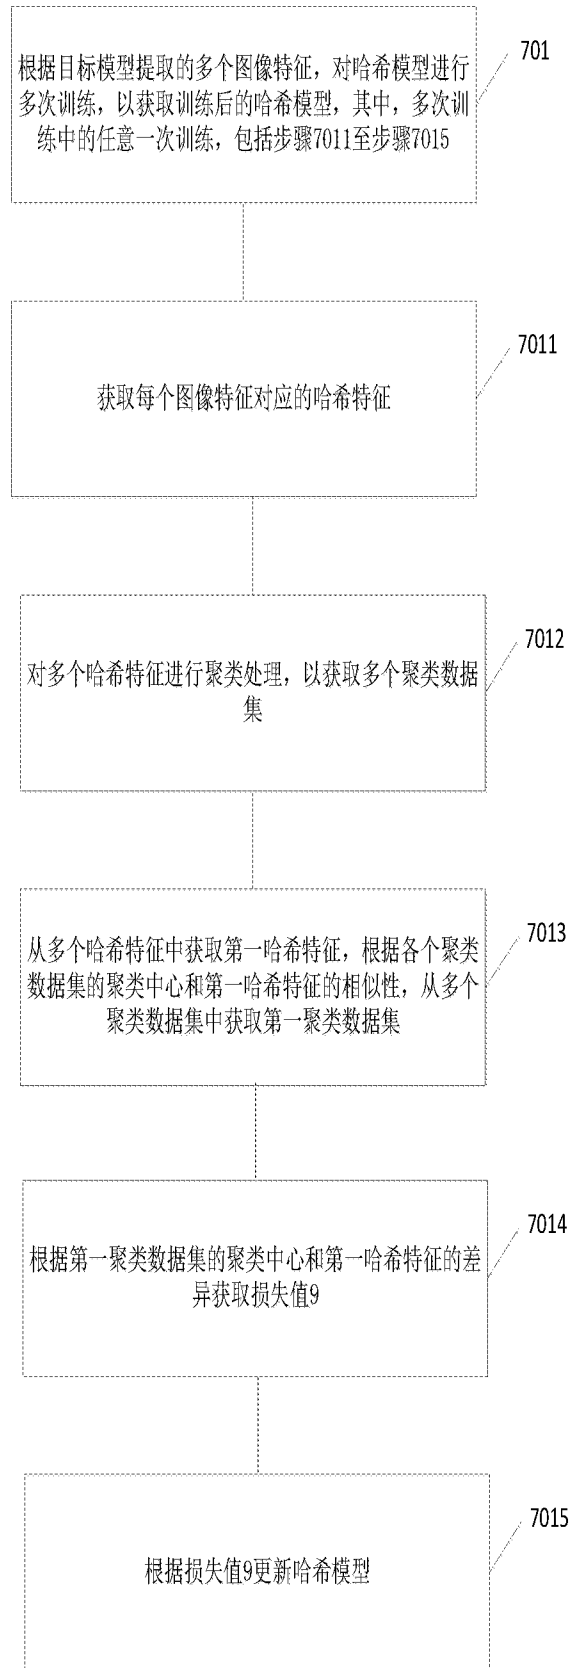 701
根据目标模型提取的多个图像特征，对哈希模型进行
多次训练，以获取训练后的哈希模型，其中，多次训
练中的任意一次训练，包括步骤7011至步骤7015
7011
获取每个图像特征对应的哈希特征
7012
对多个哈希特征进行聚类处理，以获取多个聚类数据
集
7013
从多个哈希特征中获取第一哈希特征，根据各个聚类
数据集的聚类中心和第一哈希特征的相似性，从多个
聚类数据集中获取第一聚类数据集
7014
根据第一聚类数据集的聚类中心和第一哈希特征的差
异获取损失值9
7015
根据损失值9更新哈希模型